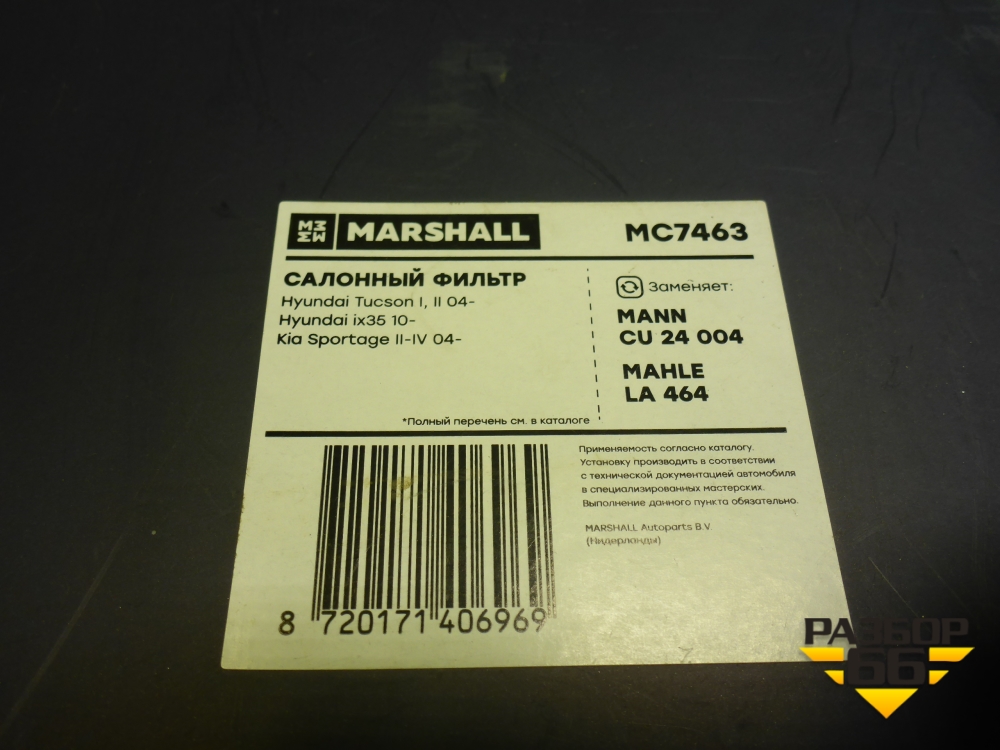 MARSHALL
MC7463
САЛОННЫЙ ФИЛЬТР
Hyundai Tucson I, II 04-
Hyundai ix35 10-
Kia Sportage II-IV 04-
*Полный перечень см. в каталоге
Заменяет:
MANN
CU 24 004
MAHLE
LA 464
8 720171 406969
Применяемость согласно каталогу.
Установку производить в соответствии
с технической документацией автомобиля
в специализированных мастерских.
Выполнение данного пункта обязательно.
MARSHALL Autoparts B.V.
(Нидерланды)
РАЗБОР
66